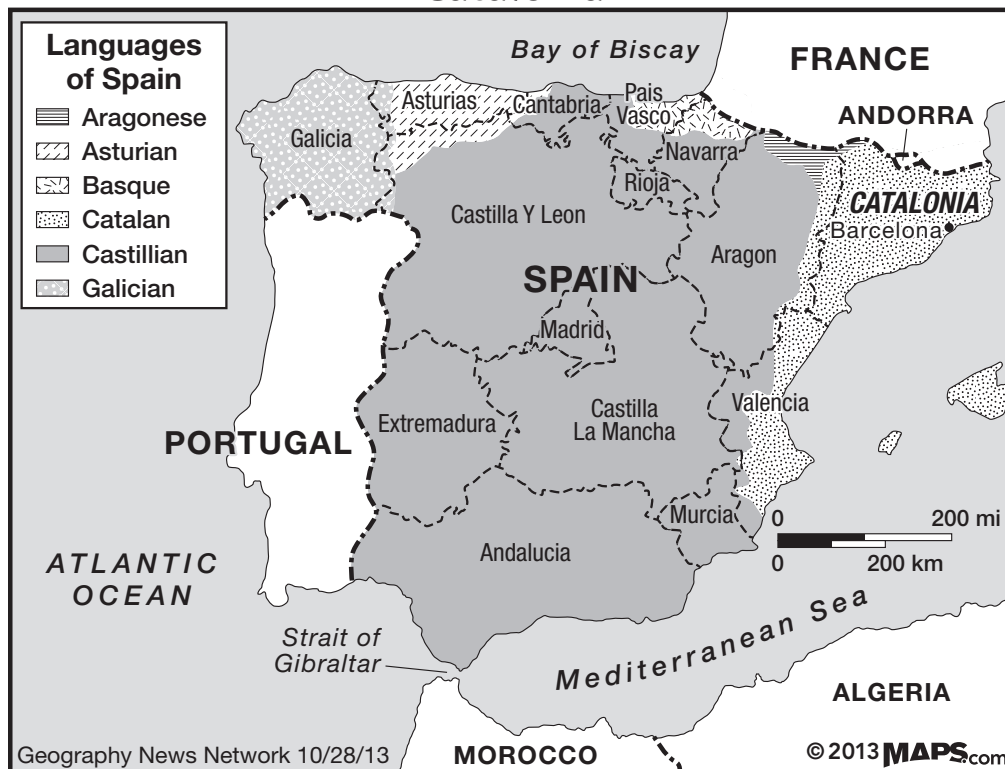 Languages
of Spain
Aragonese
Asturian
Basque
Catalan
Castillian
Galician
Bay of Biscay
FRANCE
ANDORRA
Asturias
Cantabria
Pais
Vasco
Galicia
Navarra
Rioja
CATALONIA
Barcelona
Castilla Y Leon
Aragon
SPAIN
Madrid
Extremadura
Castilla
La Mancha
Valencia
PORTUGAL
Murcia
Andalucia
0 200 mi
0 200 km
ATLANTIC
OCEAN
Strait of
Gibraltar
Mediterranean Sea
ALGERIA
MOROCCO
Geography News Network 10/28/13
© 2013 MAPS.com